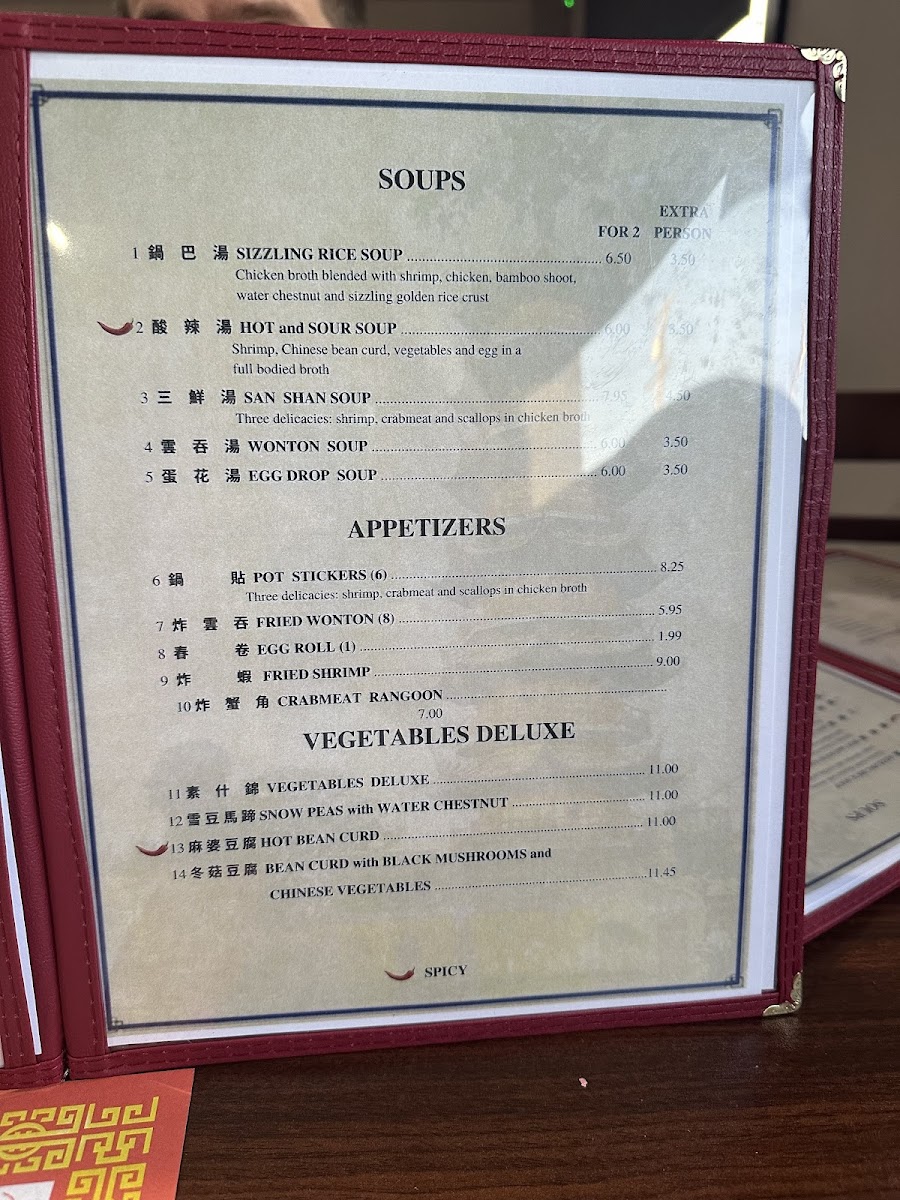 SOUPS
EXTRA
FOR 2 PERSON
1 鍋 巴 湯 SIZZLING RICE SOUP 6.50 3.50
Chicken broth blended with shrimp, chicken, bamboo shoot,
water chestnut and sizzling golden rice crust
2 酸 辣 湯 HOT and SOUR SOUP 6.00
Shrimp, Chinese bean curd, vegetables and egg in a
full bodied broth
3 三 鮮 湯 SAN SHAN SOUP 7.95 4.50
Three delicacies: shrimp, crabmeat and scallops in chicken broth
4 雲 吞 湯 WONTON SOUP 6.00 3.50
5 蛋 花 湯 EGG DROP SOUP 6.00 3.50
APPETIZERS
6 鍋 貼 POT STICKERS (6) 8.25
Three delicacies: shrimp, crabmeat and scallops in chicken broth
7 炸 雲 吞 FRIED WONTON (8) 5.95
8 春 卷 EGG ROLL (1) 1.99
9 炸 蝦 FRIED SHRIMP 9.00
10 炸 蟹 角 CRABMEAT RANGOON
7.00
VEGETABLES DELUXE
11 素 什 錦 VEGETABLES DELUXE 11.00
12 雪豆馬蹄 SNOW PEAS with WATER CHESTNUT 11.00
13 麻婆豆腐 HOT BEAN CURD 11.00
14 冬菇豆腐 BEAN CURD with BLACK MUSHROOMS and
CHINESE VEGETABLES 11.45
SPICY
SOUPS